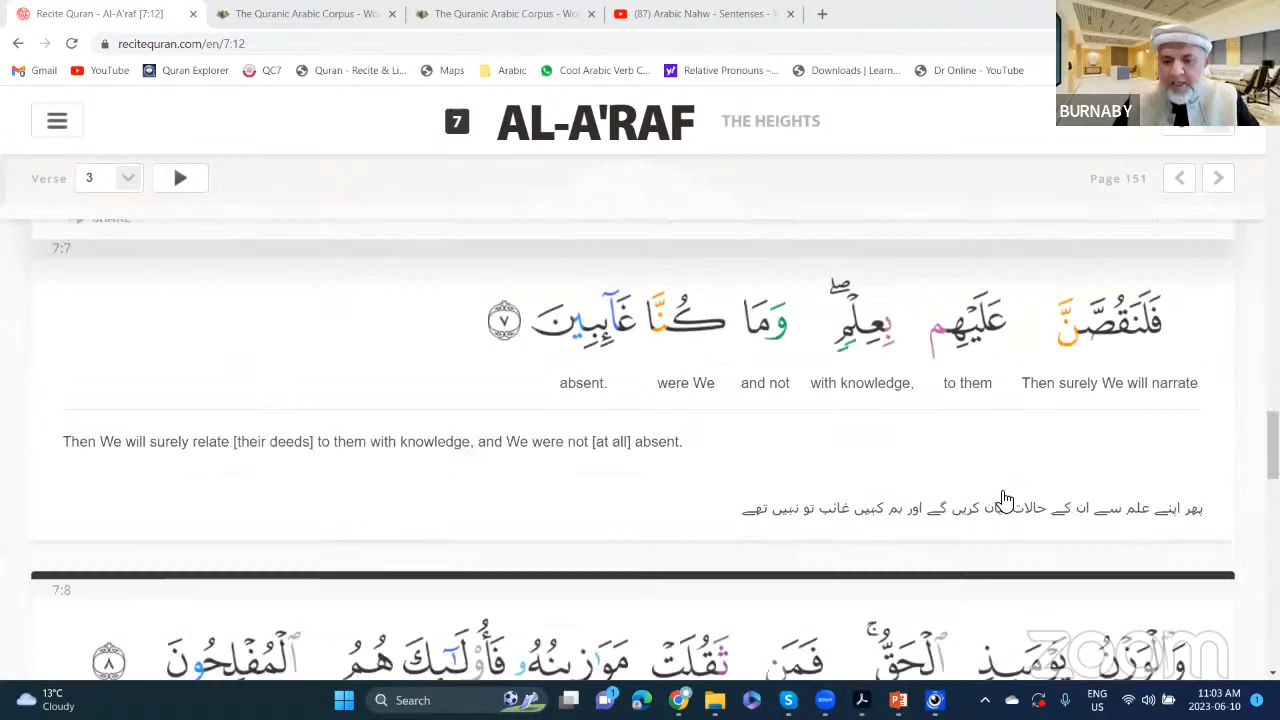 Recite Quran - Al-A'raf [7:12]
The Quranic Arabic Corpus - Wo
The Quranic Arabic Corpus - Wo
(87) Arabic Nahw - Sentences - Y
recitequran.com/en/7:12
Gmail YouTube Quran Explorer QC7 Quran - Recite & Li... Maps Arabic Cool Arabic Verb C... Relative Pronouns –... Downloads | Learn... Dr Online - YouTube
BURNABY
7 AL-A'RAF THE HEIGHTS
Verse 3
Page 151
SHARE
7:7
فَلَنَقُصَّنَّ عَلَيْهِم بِعِلْمٍ ۖ وَمَا كُنَّا غَآئِبِينَ ٧
absent. were We and not with knowledge, to them Then surely We will narrate
Then We will surely relate [their deeds] to them with knowledge, and We were not [at all] absent.
پھر اپنے علم سے ان کے حالات بیان کریں گے اور ہم کہیں غائب تو نہیں تھے
7:8
وَٱلْوَزْنُ يَوْمَئِذٍ ٱلْحَقُّ ۚ فَمَن ثَقُلَتْ مَوَٰزِينُهُۥ فَأُو۟لَـٰٓئِكَ هُمُ ٱلْمُفْلِحُونَ ٨
zoom
13°C
Cloudy
Search
ENG
US
11:03 AM
2023-06-10